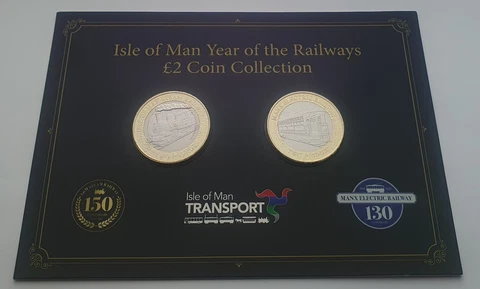 Isle of Man Year of the Railways
£2 Coin Collection
150
Isle of Man
TRANSPORT
MANX ELECTRIC RAILWAY
130